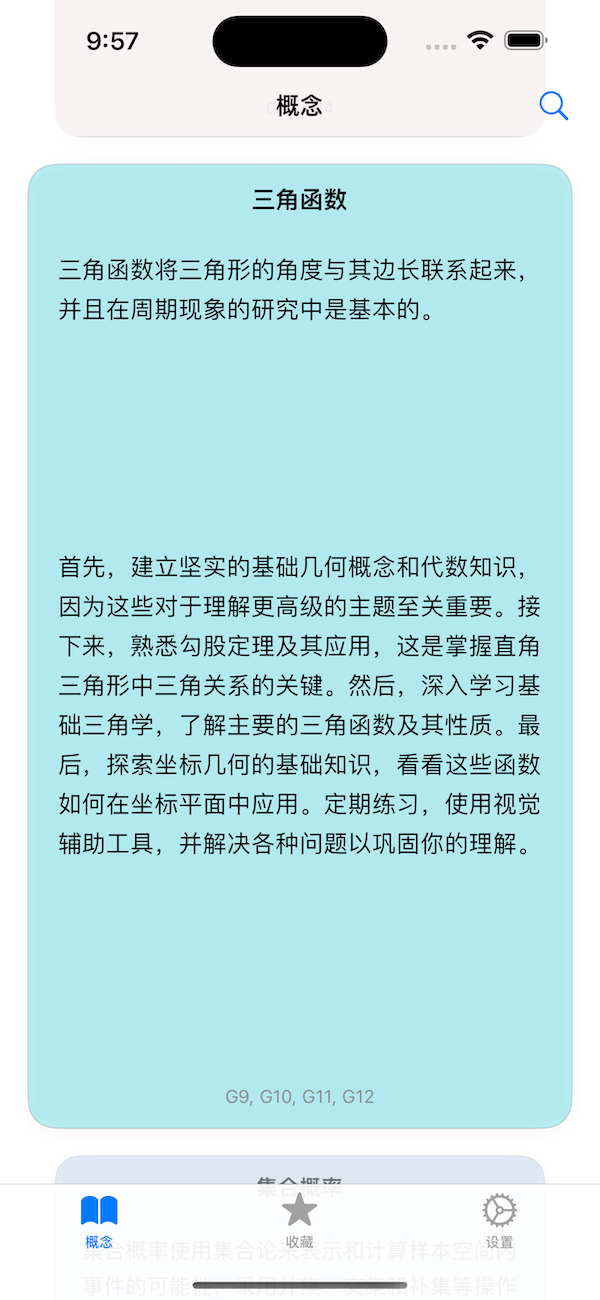 9:57
概念
三角函数
三角函数将三角形的角度与其边长联系起来，
并且在周期现象的研究中是基本的。
首先，建立坚实的基础几何概念和代数知识，
因为这些对于理解更高级的主题至关重要。接
下来，熟悉勾股定理及其应用，这是掌握直角
三角形中三角关系的关键。然后，深入学习基
础三角学，了解主要的三角函数及其性质。最
后，探索坐标几何的基础知识，看看这些函数
如何在坐标平面中应用。定期练习，使用视觉
辅助工具，并解决各种问题以巩固你的理解。
G9, G10, G11, G12
集合概率
概念
收藏
设置
集合概率使用集合论来表示和计算样本空间内
事件的可能性，采用并集、交集和补集等操作